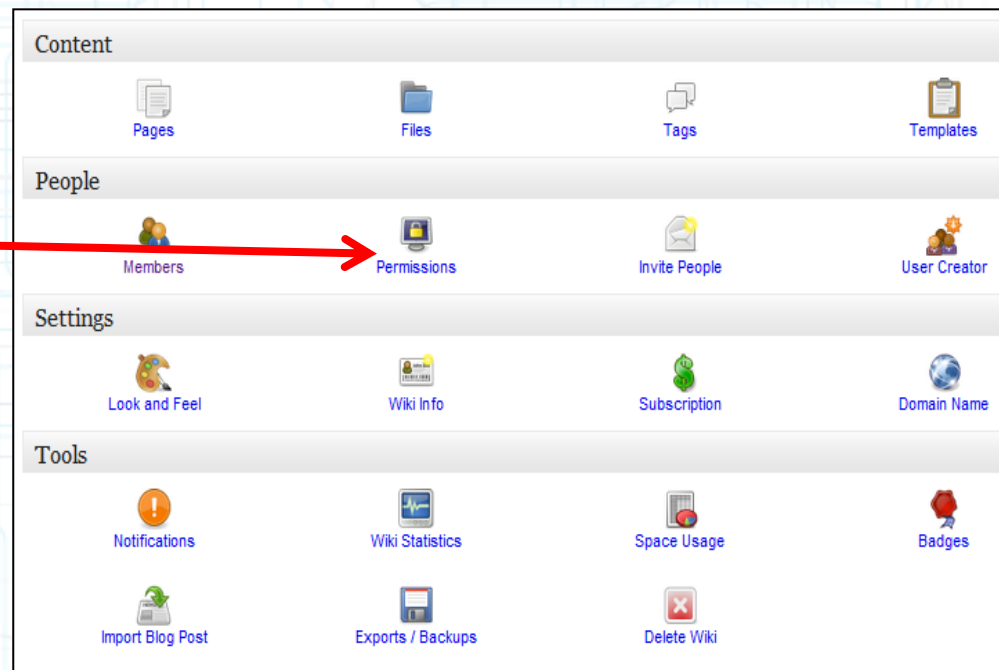 Content
Pages Files Tags Templates
People
Members Permissions Invite People User Creator
Settings
Look and Feel Wiki Info Subscription Domain Name
Tools
Notifications Wiki Statistics Space Usage Badges
Import Blog Post Exports / Backups Delete Wiki